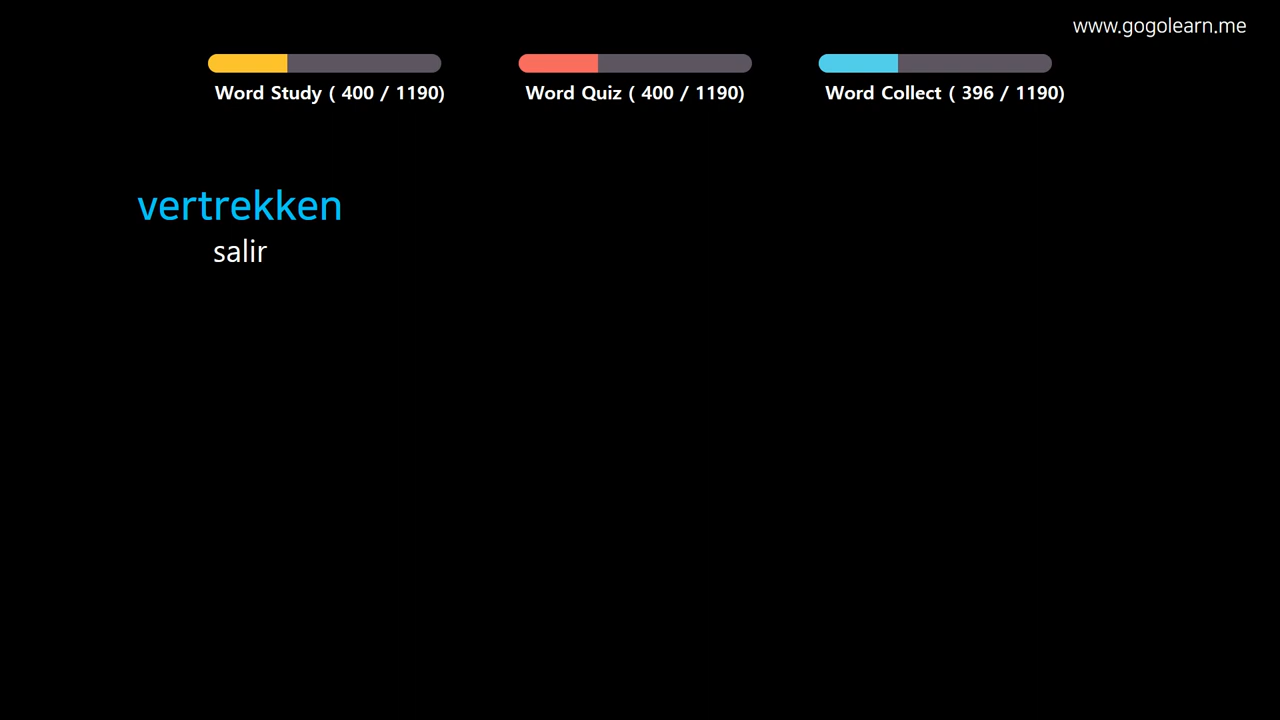 www.gogolearn.me
Word Study ( 400 / 1190)
Word Quiz ( 400 / 1190)
Word Collect ( 396 / 1190)
vertrekken
salir